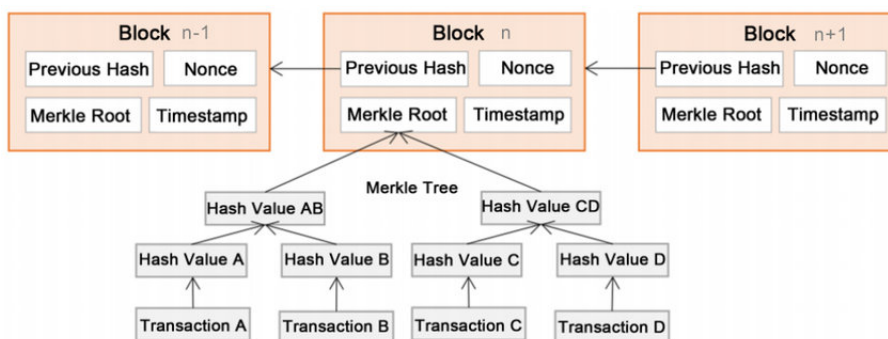 Block n-1
Block n
Block n+1
Previous Hash Nonce
Previous Hash Nonce
Previous Hash Nonce
Merkle Root Timestamp
Merkle Root Timestamp
Merkle Root Timestamp
Merkle Tree
Hash Value AB
Hash Value CD
Hash Value A
Hash Value B
Hash Value C
Hash Value D
Transaction A
Transaction B
Transaction C
Transaction D